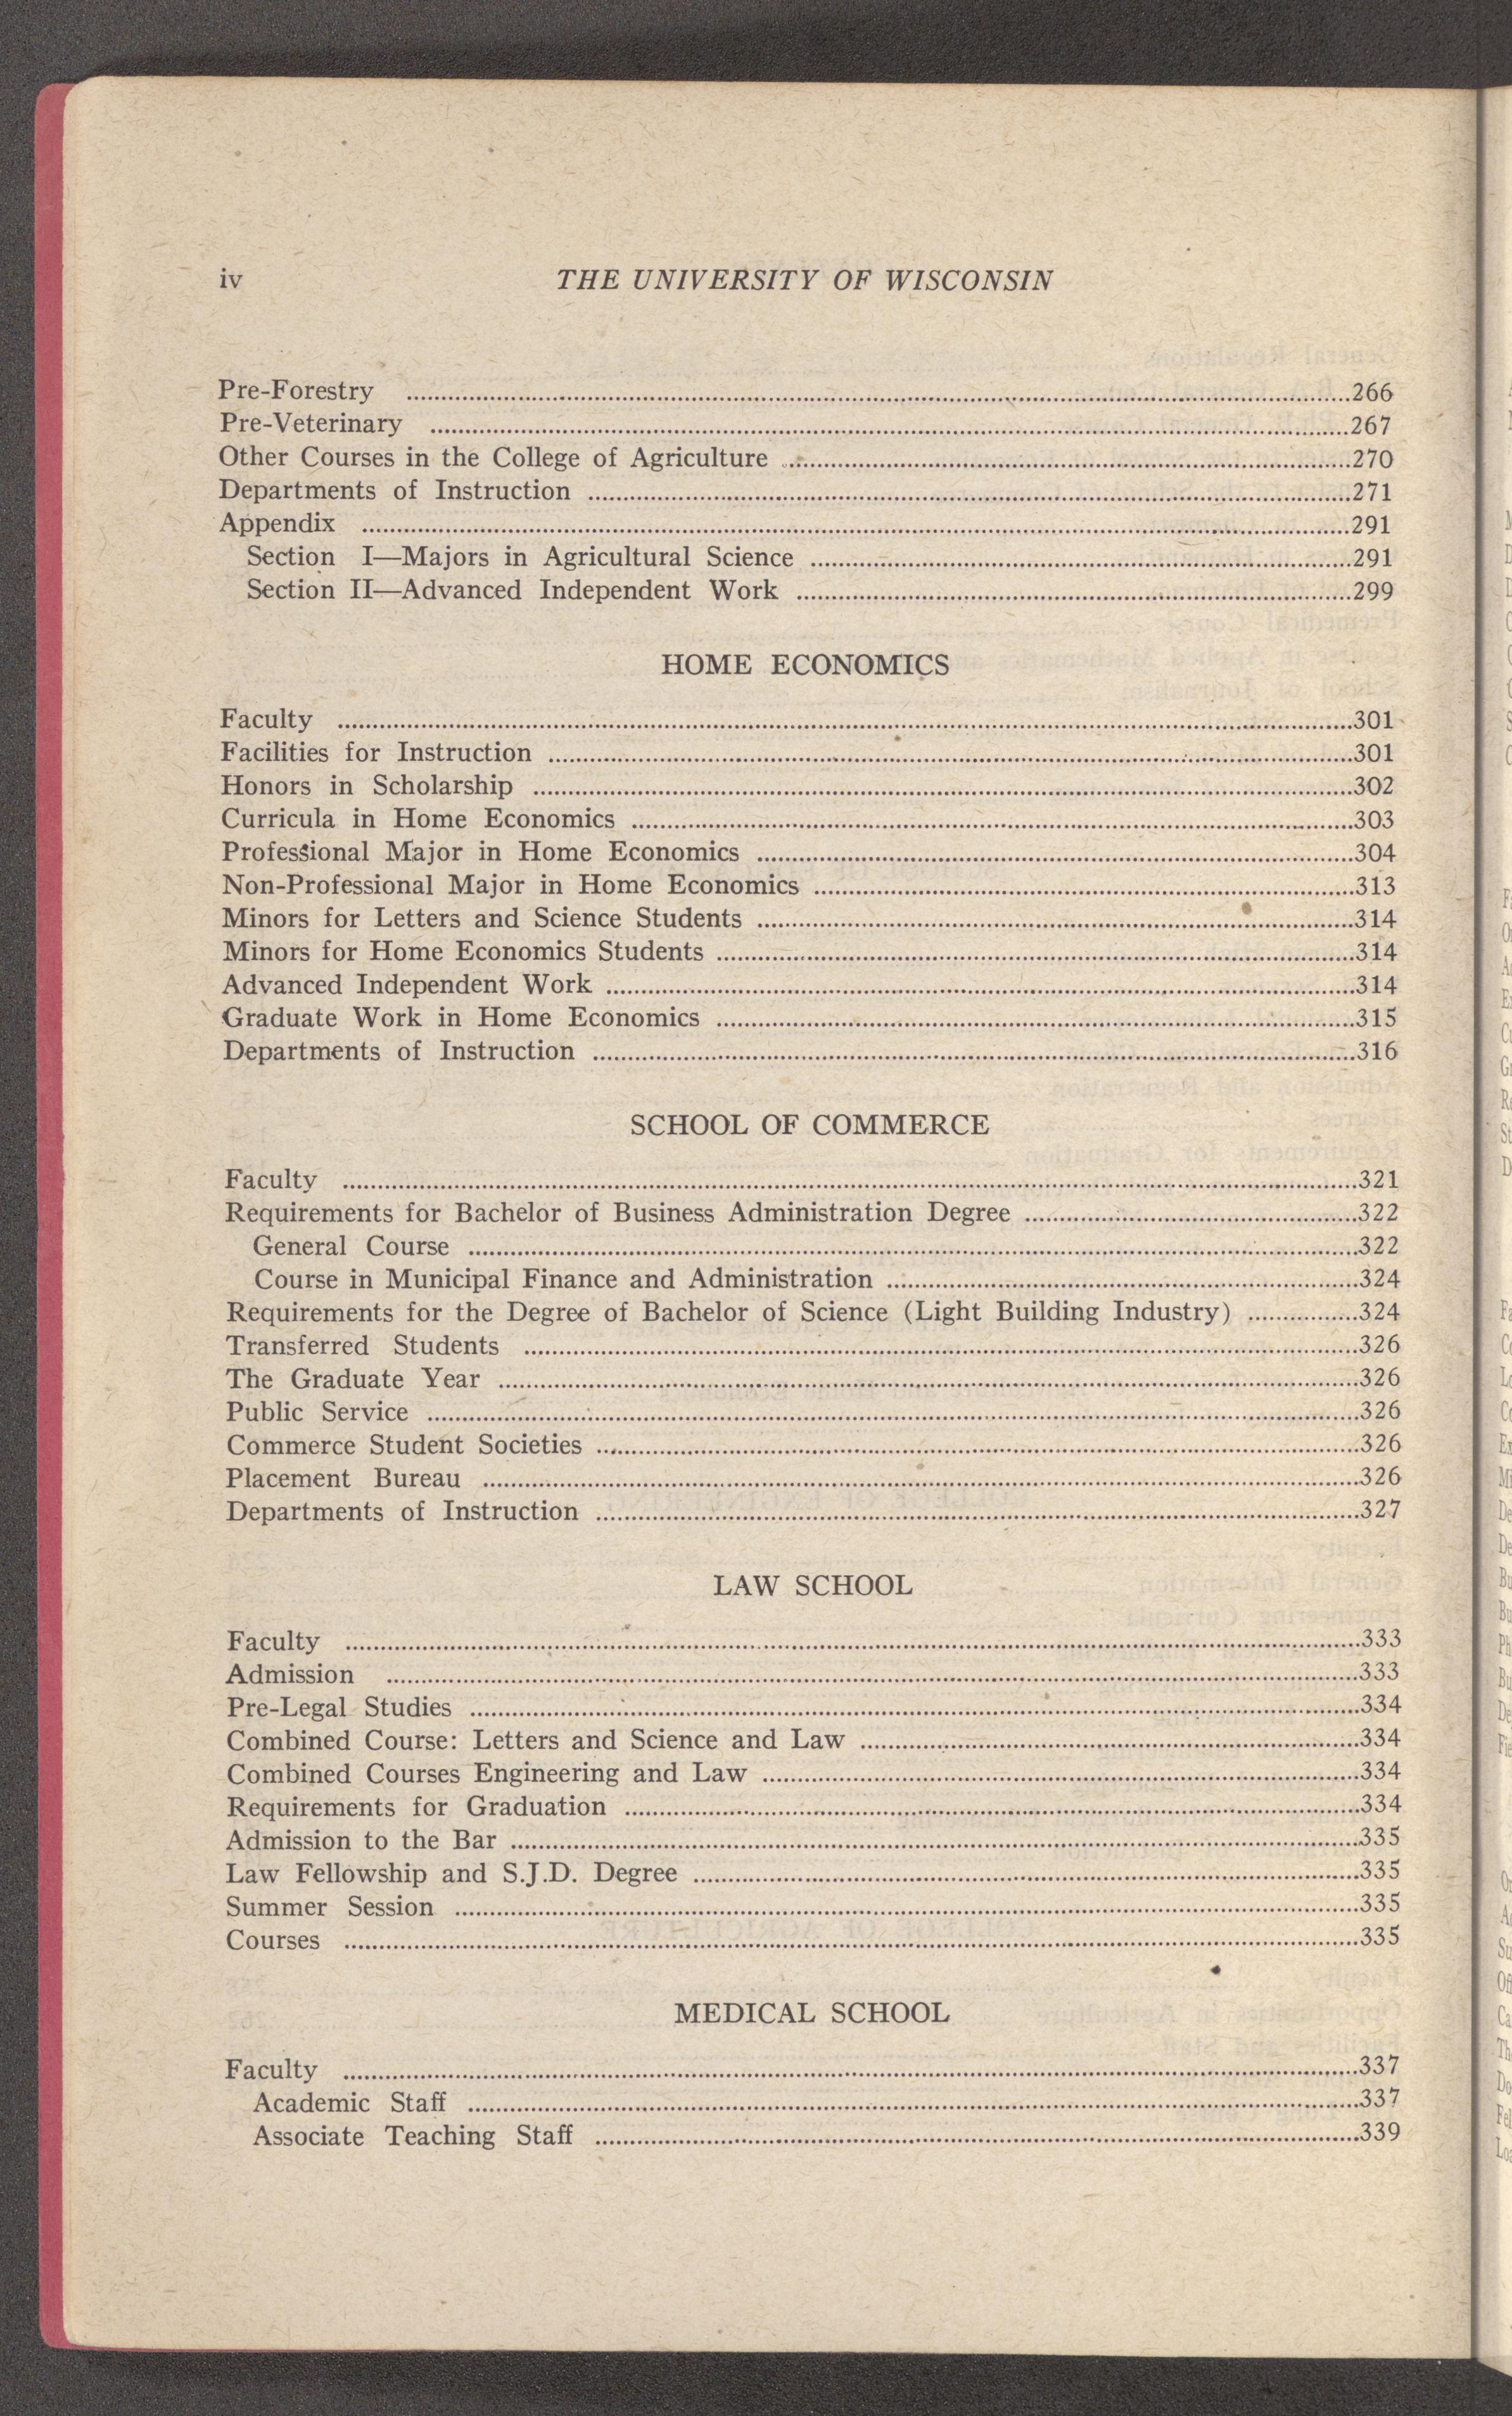 iv THE UNIVERSITY OF WISCONSIN
Pre-Forestry ........ 266
Pre-Veterinary ........ 267
Other Courses in the College of Agriculture ........ 270
Departments of Instruction ........ 271
Appendix ........ 291
Section I—Majors in Agricultural Science ........ 291
Section II—Advanced Independent Work ........ 299
HOME ECONOMICS
Faculty ........ 301
Facilities for Instruction ........ 301
Honors in Scholarship ........ 302
Curricula in Home Economics ........ 303
Professional Major in Home Economics ........ 304
Non-Professional Major in Home Economics ........ 313
Minors for Letters and Science Students ........ 314
Minors for Home Economics Students ........ 314
Advanced Independent Work ........ 314
Graduate Work in Home Economics ........ 315
Departments of Instruction ........ 316
SCHOOL OF COMMERCE
Faculty ........ 321
Requirements for Bachelor of Business Administration Degree ........ 322
General Course ........ 322
Course in Municipal Finance and Administration ........ 324
Requirements for the Degree of Bachelor of Science (Light Building Industry) ........ 324
Transferred Students ........ 326
The Graduate Year ........ 326
Public Service ........ 326
Commerce Student Societies ........ 326
Placement Bureau ........ 326
Departments of Instruction ........ 327
LAW SCHOOL
Faculty ........ 333
Admission ........ 333
Pre-Legal Studies ........ 334
Combined Course: Letters and Science and Law ........ 334
Combined Courses Engineering and Law ........ 334
Requirements for Graduation ........ 334
Admission to the Bar ........ 335
Law Fellowship and S.J.D. Degree ........ 335
Summer Session ........ 335
Courses ........ 335
MEDICAL SCHOOL
Faculty ........ 337
Academic Staff ........ 337
Associate Teaching Staff ........ 339